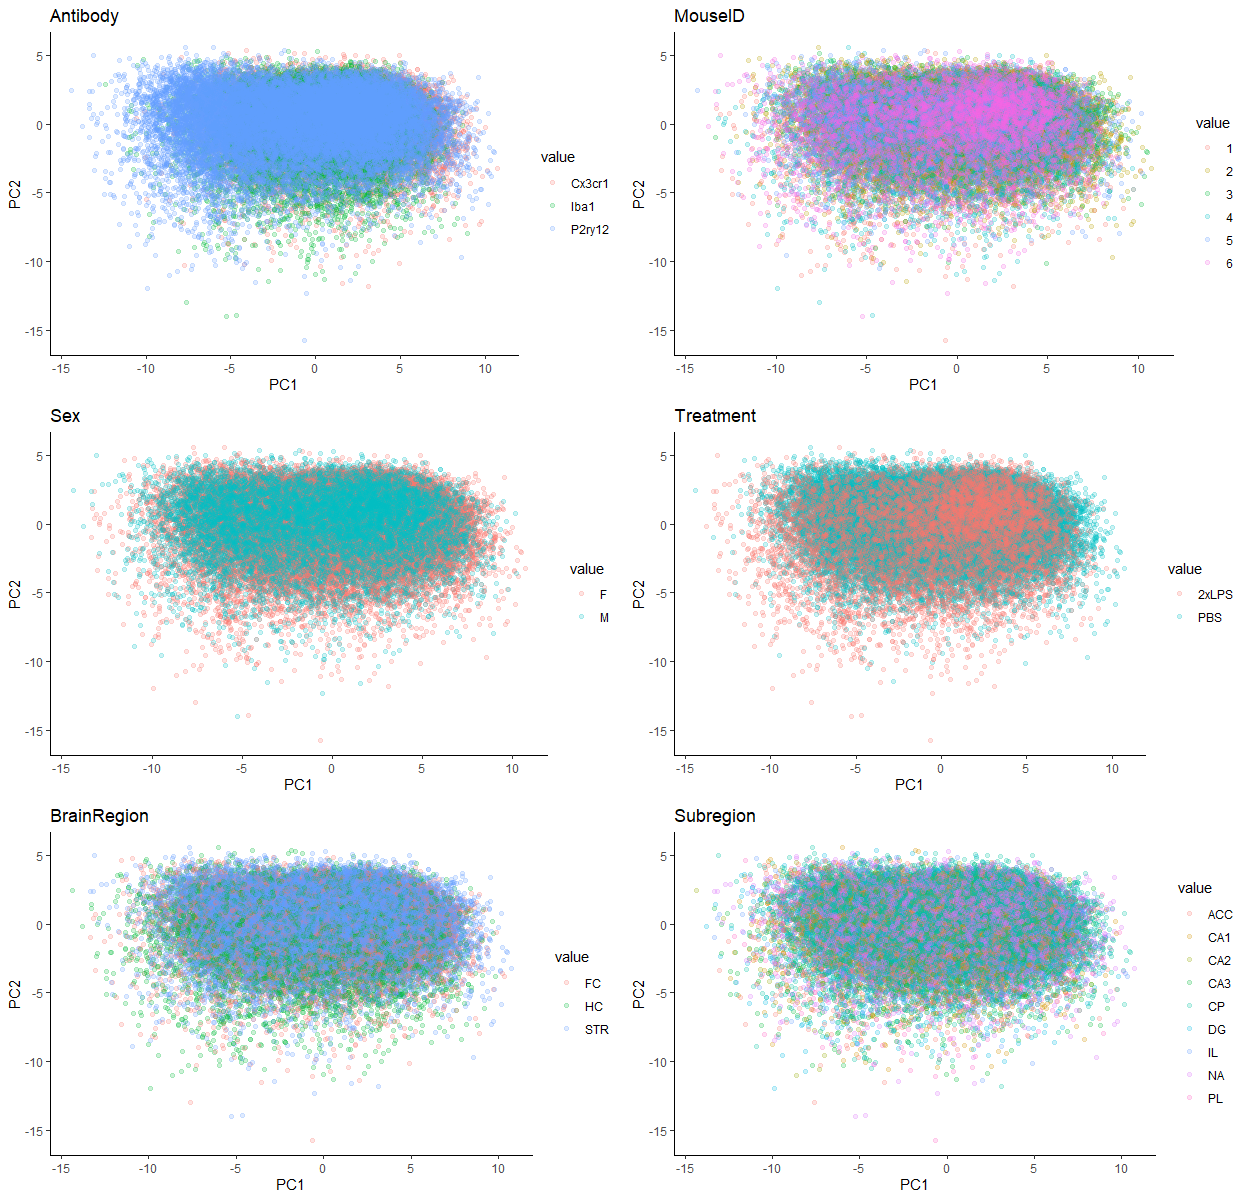 Antibody
5
0
-5
-10
-15
PC2
-15 -10 -5 0 5 10
PC1
value
Cx3cr1
Iba1
P2ry12
MouseID
5
0
-5
-10
-15
PC2
-15 -10 -5 0 5 10
PC1
value
1
2
3
4
5
6
Sex
5
0
-5
-10
-15
PC2
-15 -10 -5 0 5 10
PC1
value
F
M
Treatment
5
0
-5
-10
-15
PC2
-15 -10 -5 0 5 10
PC1
value
2xLPS
PBS
BrainRegion
5
0
-5
-10
-15
PC2
-15 -10 -5 0 5 10
PC1
value
FC
HC
STR
Subregion
5
0
-5
-10
-15
PC2
-15 -10 -5 0 5 10
PC1
value
ACC
CA1
CA2
CA3
CP
DG
IL
NA
PL